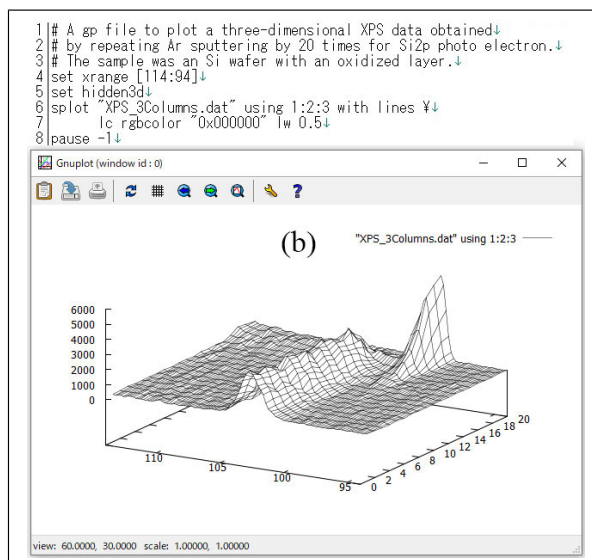 1|# A gp file to plot a three-dimensional XPS data obtained↓
2|# by repeating Ar sputtering by 20 times for Si2p photo electron.↓
3|# The sample was an Si wafer with an oxidized layer.↓
4|set xrange [114:94]↓
5|set hidden3d↓
6|splot "XPS_3Columns.dat" using 1:2:3 with lines ¥↓
7|      lc rgbcolor "0x000000" lw 0.5↓
8|pause -1↓
Gnuplot (window id : 0)
(b)
"XPS_3Columns.dat" using 1:2:3
6000
5000
4000
3000
2000
1000
0
110
105
100
95
0
2
4
6
8
10
12
14
16
18
20
view: 60.0000, 30.0000 scale: 1.00000, 1.00000